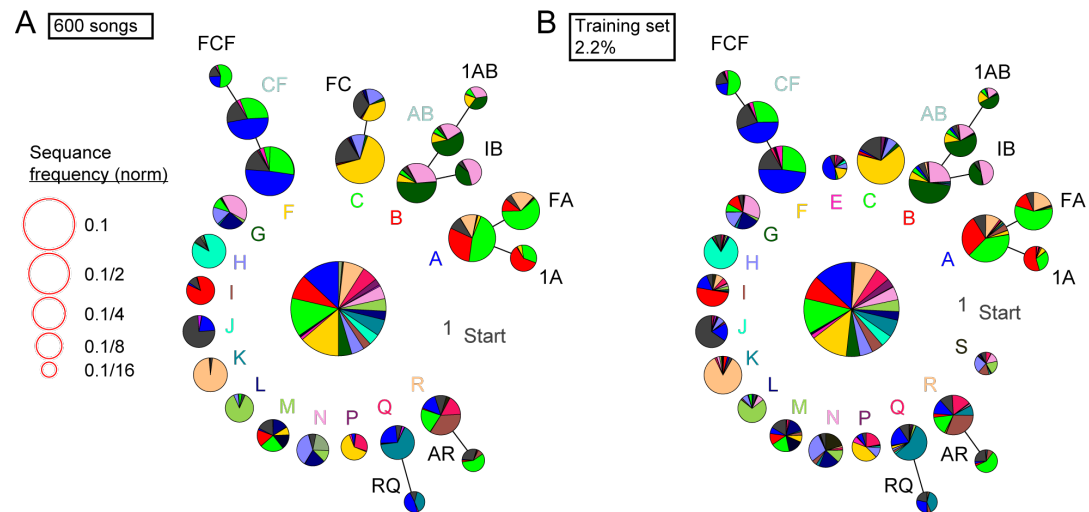 A
600 songs
FCF
CF
FC
1AB
AB
IB
F
C
B
FA
A
1A
G
H
I
J
K
L
M
N
P
Q
R
AR
RQ
1 Start
Sequance
frequency (norm)
0.1
0.1/2
0.1/4
0.1/8
0.1/16
B
Training set
2.2%
FCF
CF
1AB
AB
IB
F
E
C
B
FA
A
1A
G
H
I
J
K
L
M
N
P
Q
R
S
AR
RQ
1 Start